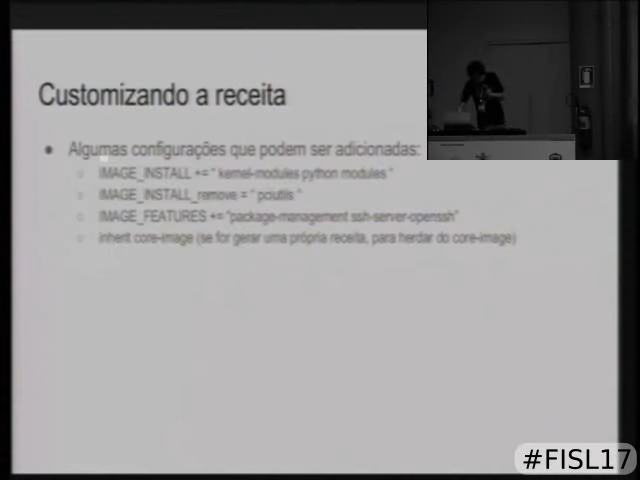 Customizando a receita
● Algumas configurações que podem ser adicionadas:
○ IMAGE_INSTALL += " kernel-modules python modules "
○ IMAGE_INSTALL_remove = " pciutils "
○ IMAGE_FEATURES += "package-management ssh-server-openssh"
○ inherit core-image (se for gerar uma própria receita, para herdar do core-image)
#FISL17